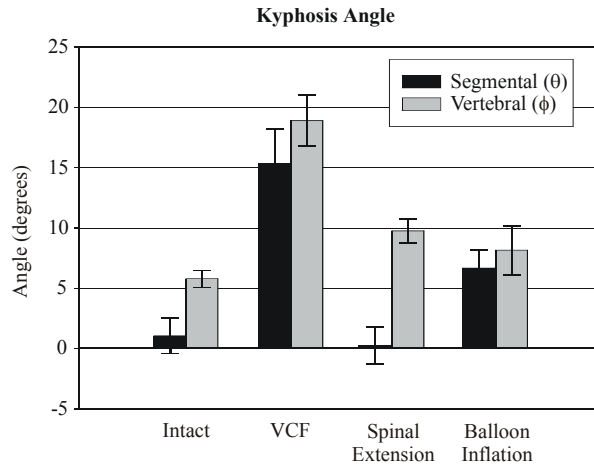 Kyphosis Angle
Segmental (θ)
Vertebral (ϕ)
Angle (degrees)
25
20
15
10
5
0
-5
Intact
VCF
Spinal
Extension
Balloon
Inflation